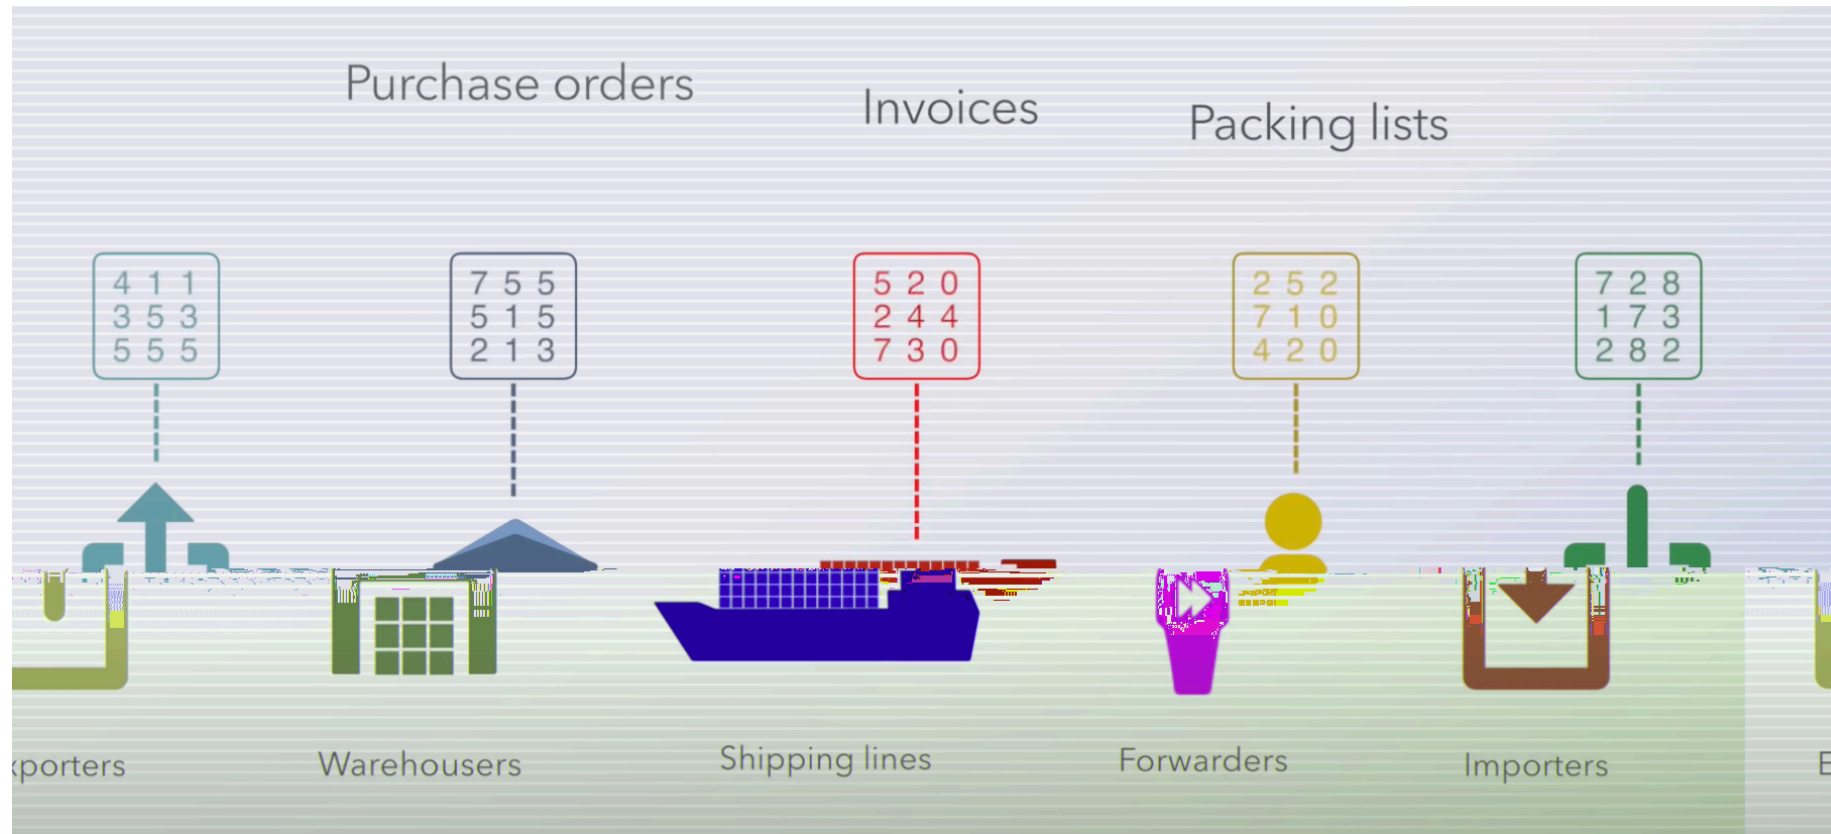 Purchase orders
Invoices
Packing lists
4 1 1
3 5 3
5 5 5
7 5 5
5 1 5
2 1 3
5 2 0
2 4 4
7 3 0
2 5 2
7 1 0
4 2 0
7 2 8
1 7 3
2 8 2
xporters
Warehousers
Shipping lines
Forwarders
Importers
E